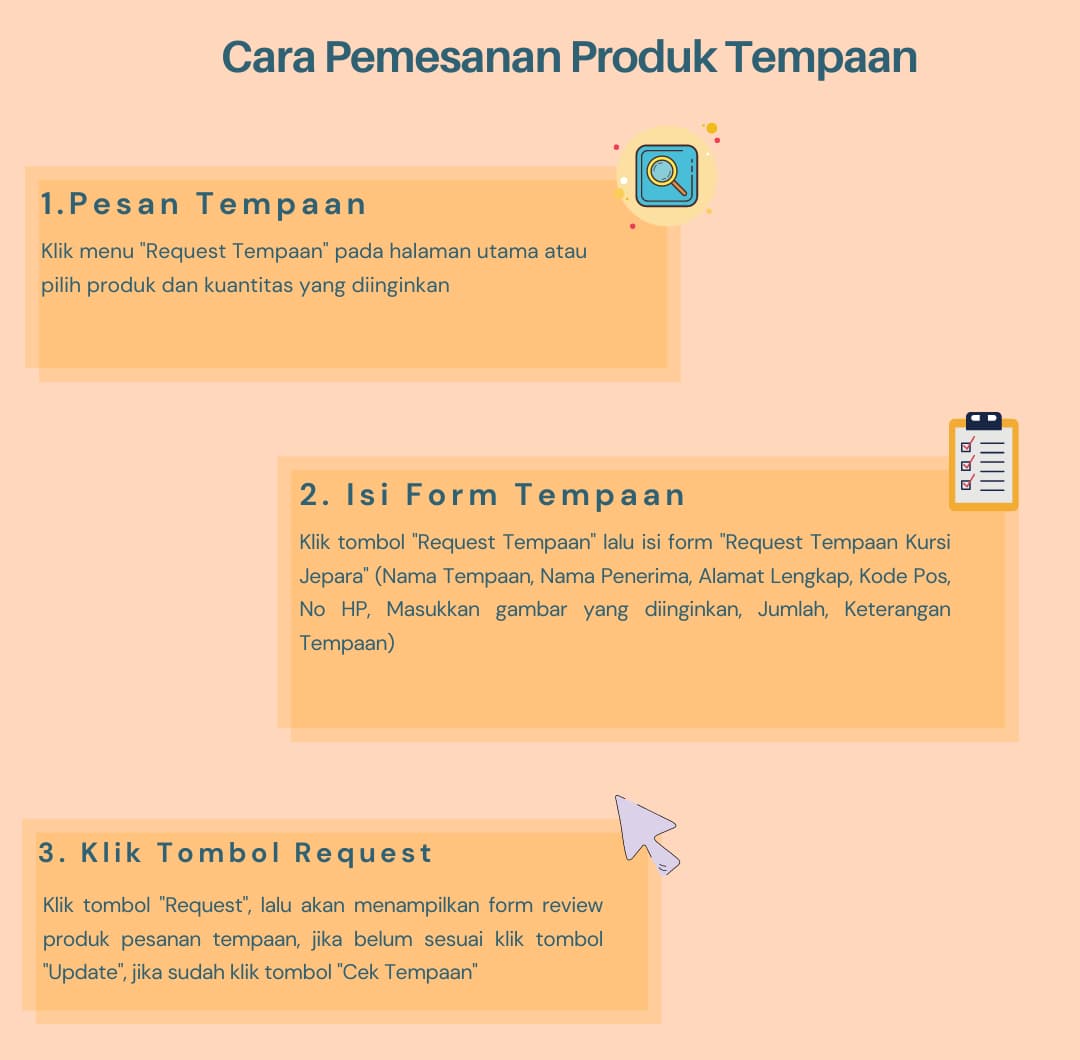 Cara Pemesanan Produk Tempaan
1.Pesan Tempaan
Klik menu "Request Tempaan" pada halaman utama atau
pilih produk dan kuantitas yang diinginkan
2. Isi Form Tempaan
Klik tombol "Request Tempaan" lalu isi form "Request Tempaan Kursi
Jepara" (Nama Tempaan, Nama Penerima, Alamat Lengkap, Kode Pos,
No HP, Masukkan gambar yang diinginkan, Jumlah, Keterangan
Tempaan)
3. Klik Tombol Request
Klik tombol "Request", lalu akan menampilkan form review
produk pesanan tempaan, jika belum sesuai klik tombol
"Update", jika sudah klik tombol "Cek Tempaan"